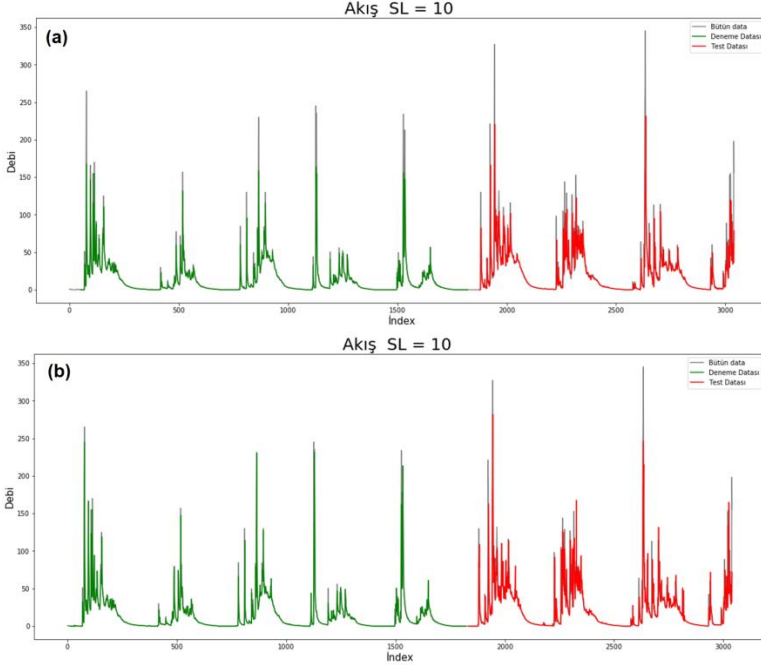 Akış SL = 10
(a)
Bütün data
Deneme Datası
Test Datası
350
300
250
200
150
100
50
0
Debi
0 500 1000 1500 2000 2500 3000
İndex
Akış SL = 10
(b)
Bütün data
Deneme Datası
Test Datası
350
300
250
200
150
100
50
0
Debi
0 500 1000 1500 2000 2500 3000
İndex